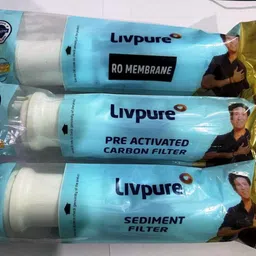 Livpure
RO MEMBRANE
Livpure
PRE ACTIVATED
CARBON FILTER
Livpure
SEDIMENT
FILTER